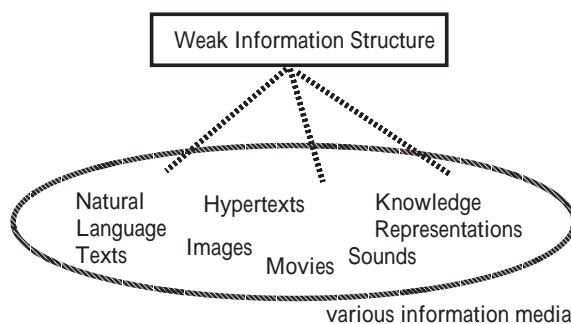 Weak Information Structure
Natural
Language
Texts
Hypertexts
Images
Movies
Knowledge
Representations
Sounds
various information media